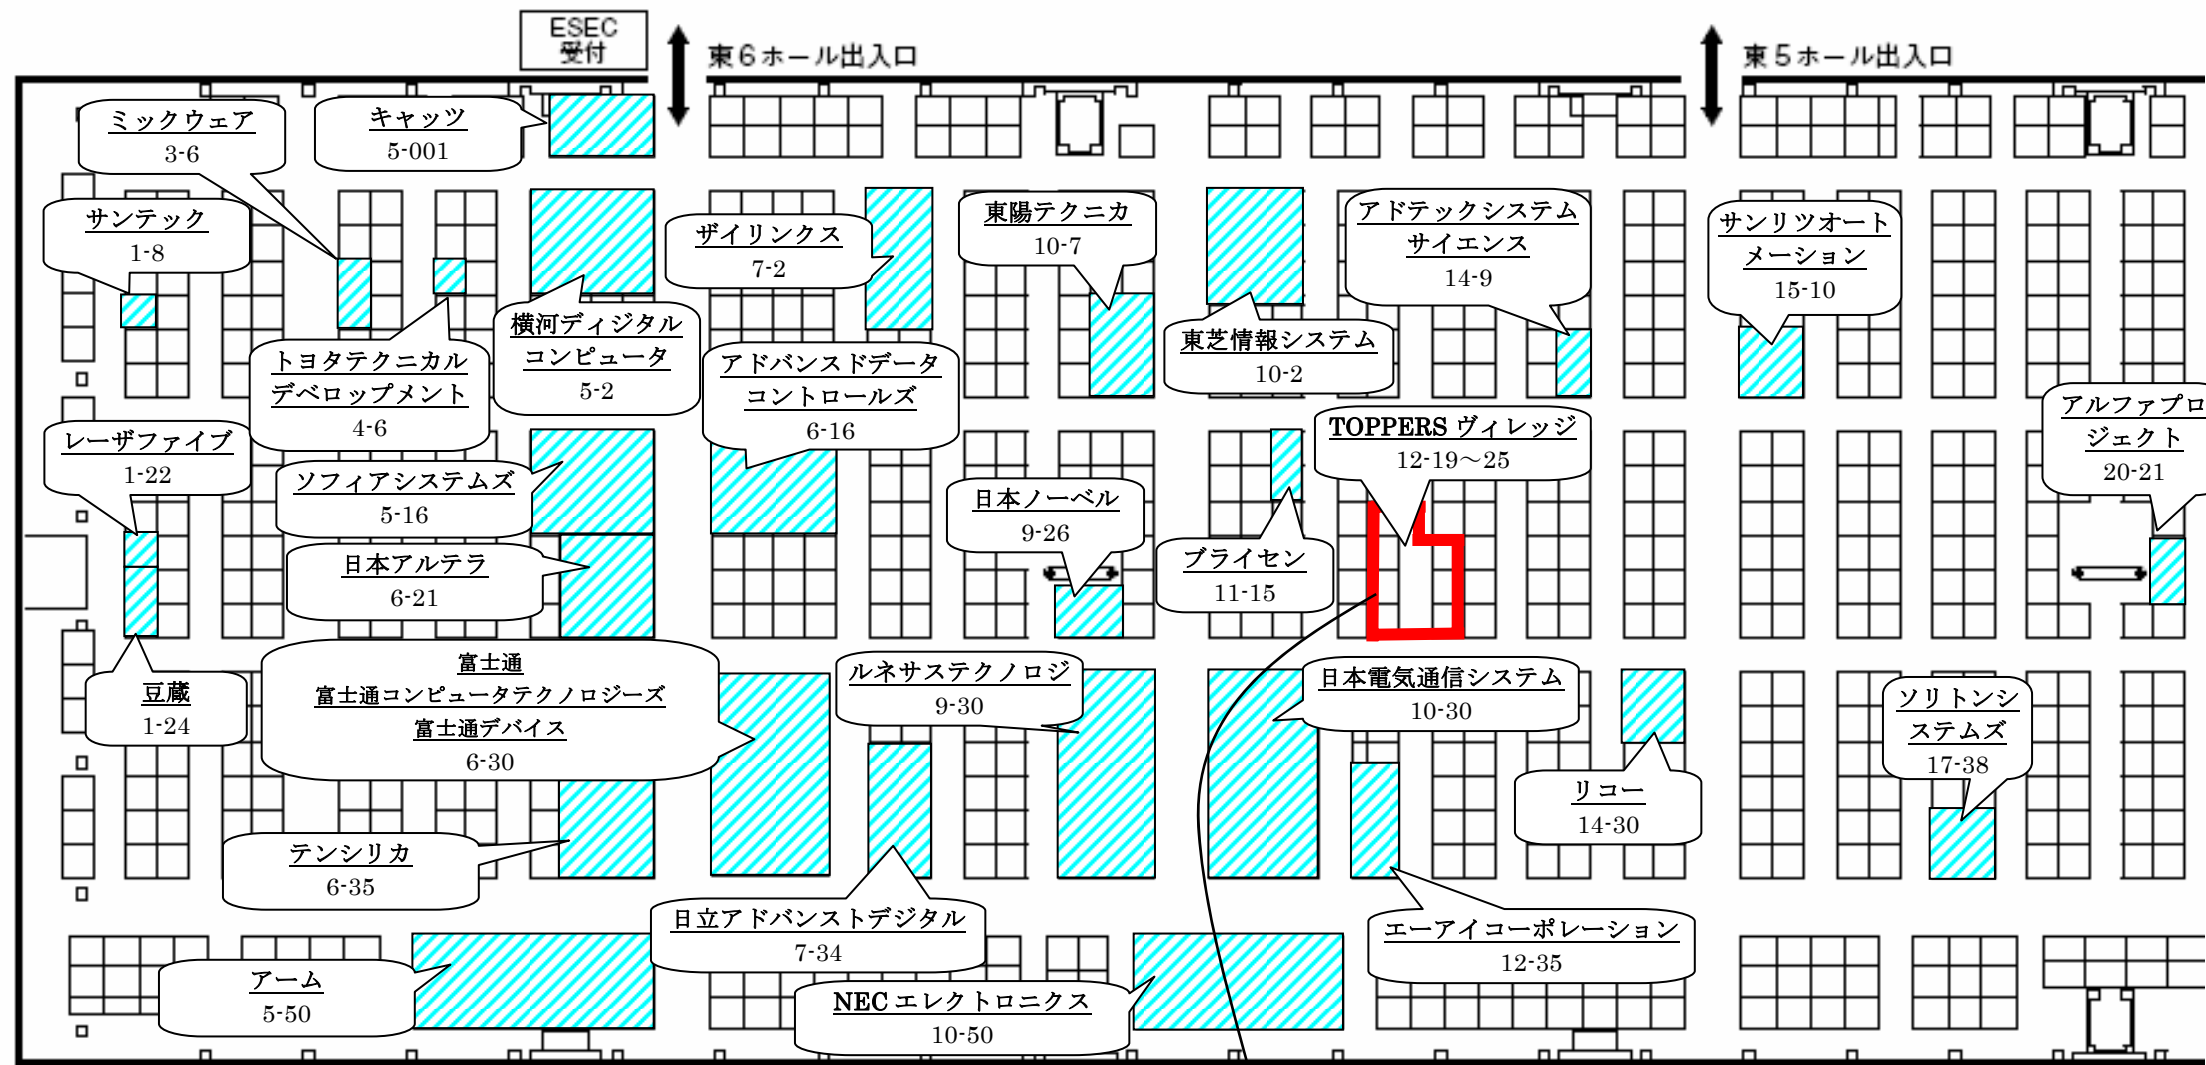 ESEC
受付
東6ホール出入口
東5ホール出入口
ミックウェア
3-6
キャッツ
5-001
サンテック
1-8
ザイリンクス
7-2
東陽テクニカ
10-7
アドテックシステム
サイエンス
14-9
サンリツオート
メーション
15-10
横河ディジタル
コンピュータ
5-2
東芝情報システム
10-2
トヨタテクニカル
デベロップメント
4-6
アドバンスドデータ
コントロールズ
6-16
アルファプロ
ジェクト
20-21
レーザファイブ
1-22
TOPPERS ヴィレッジ
12-19～25
ソフィアシステムズ
5-16
日本ノーベル
9-26
日本アルテラ
6-21
ブライセン
11-15
豆蔵
1-24
富士通
富士通コンピュータテクノロジーズ
富士通デバイス
6-30
ルネサステクノロジ
9-30
日本電気通信システム
10-30
ソリトンシ
ステムズ
17-38
リコー
14-30
テンシリカ
6-35
日立アドバンストデジタル
7-34
エーアイコーポレーション
12-35
アーム
5-50
NEC エレクトロニクス
10-50